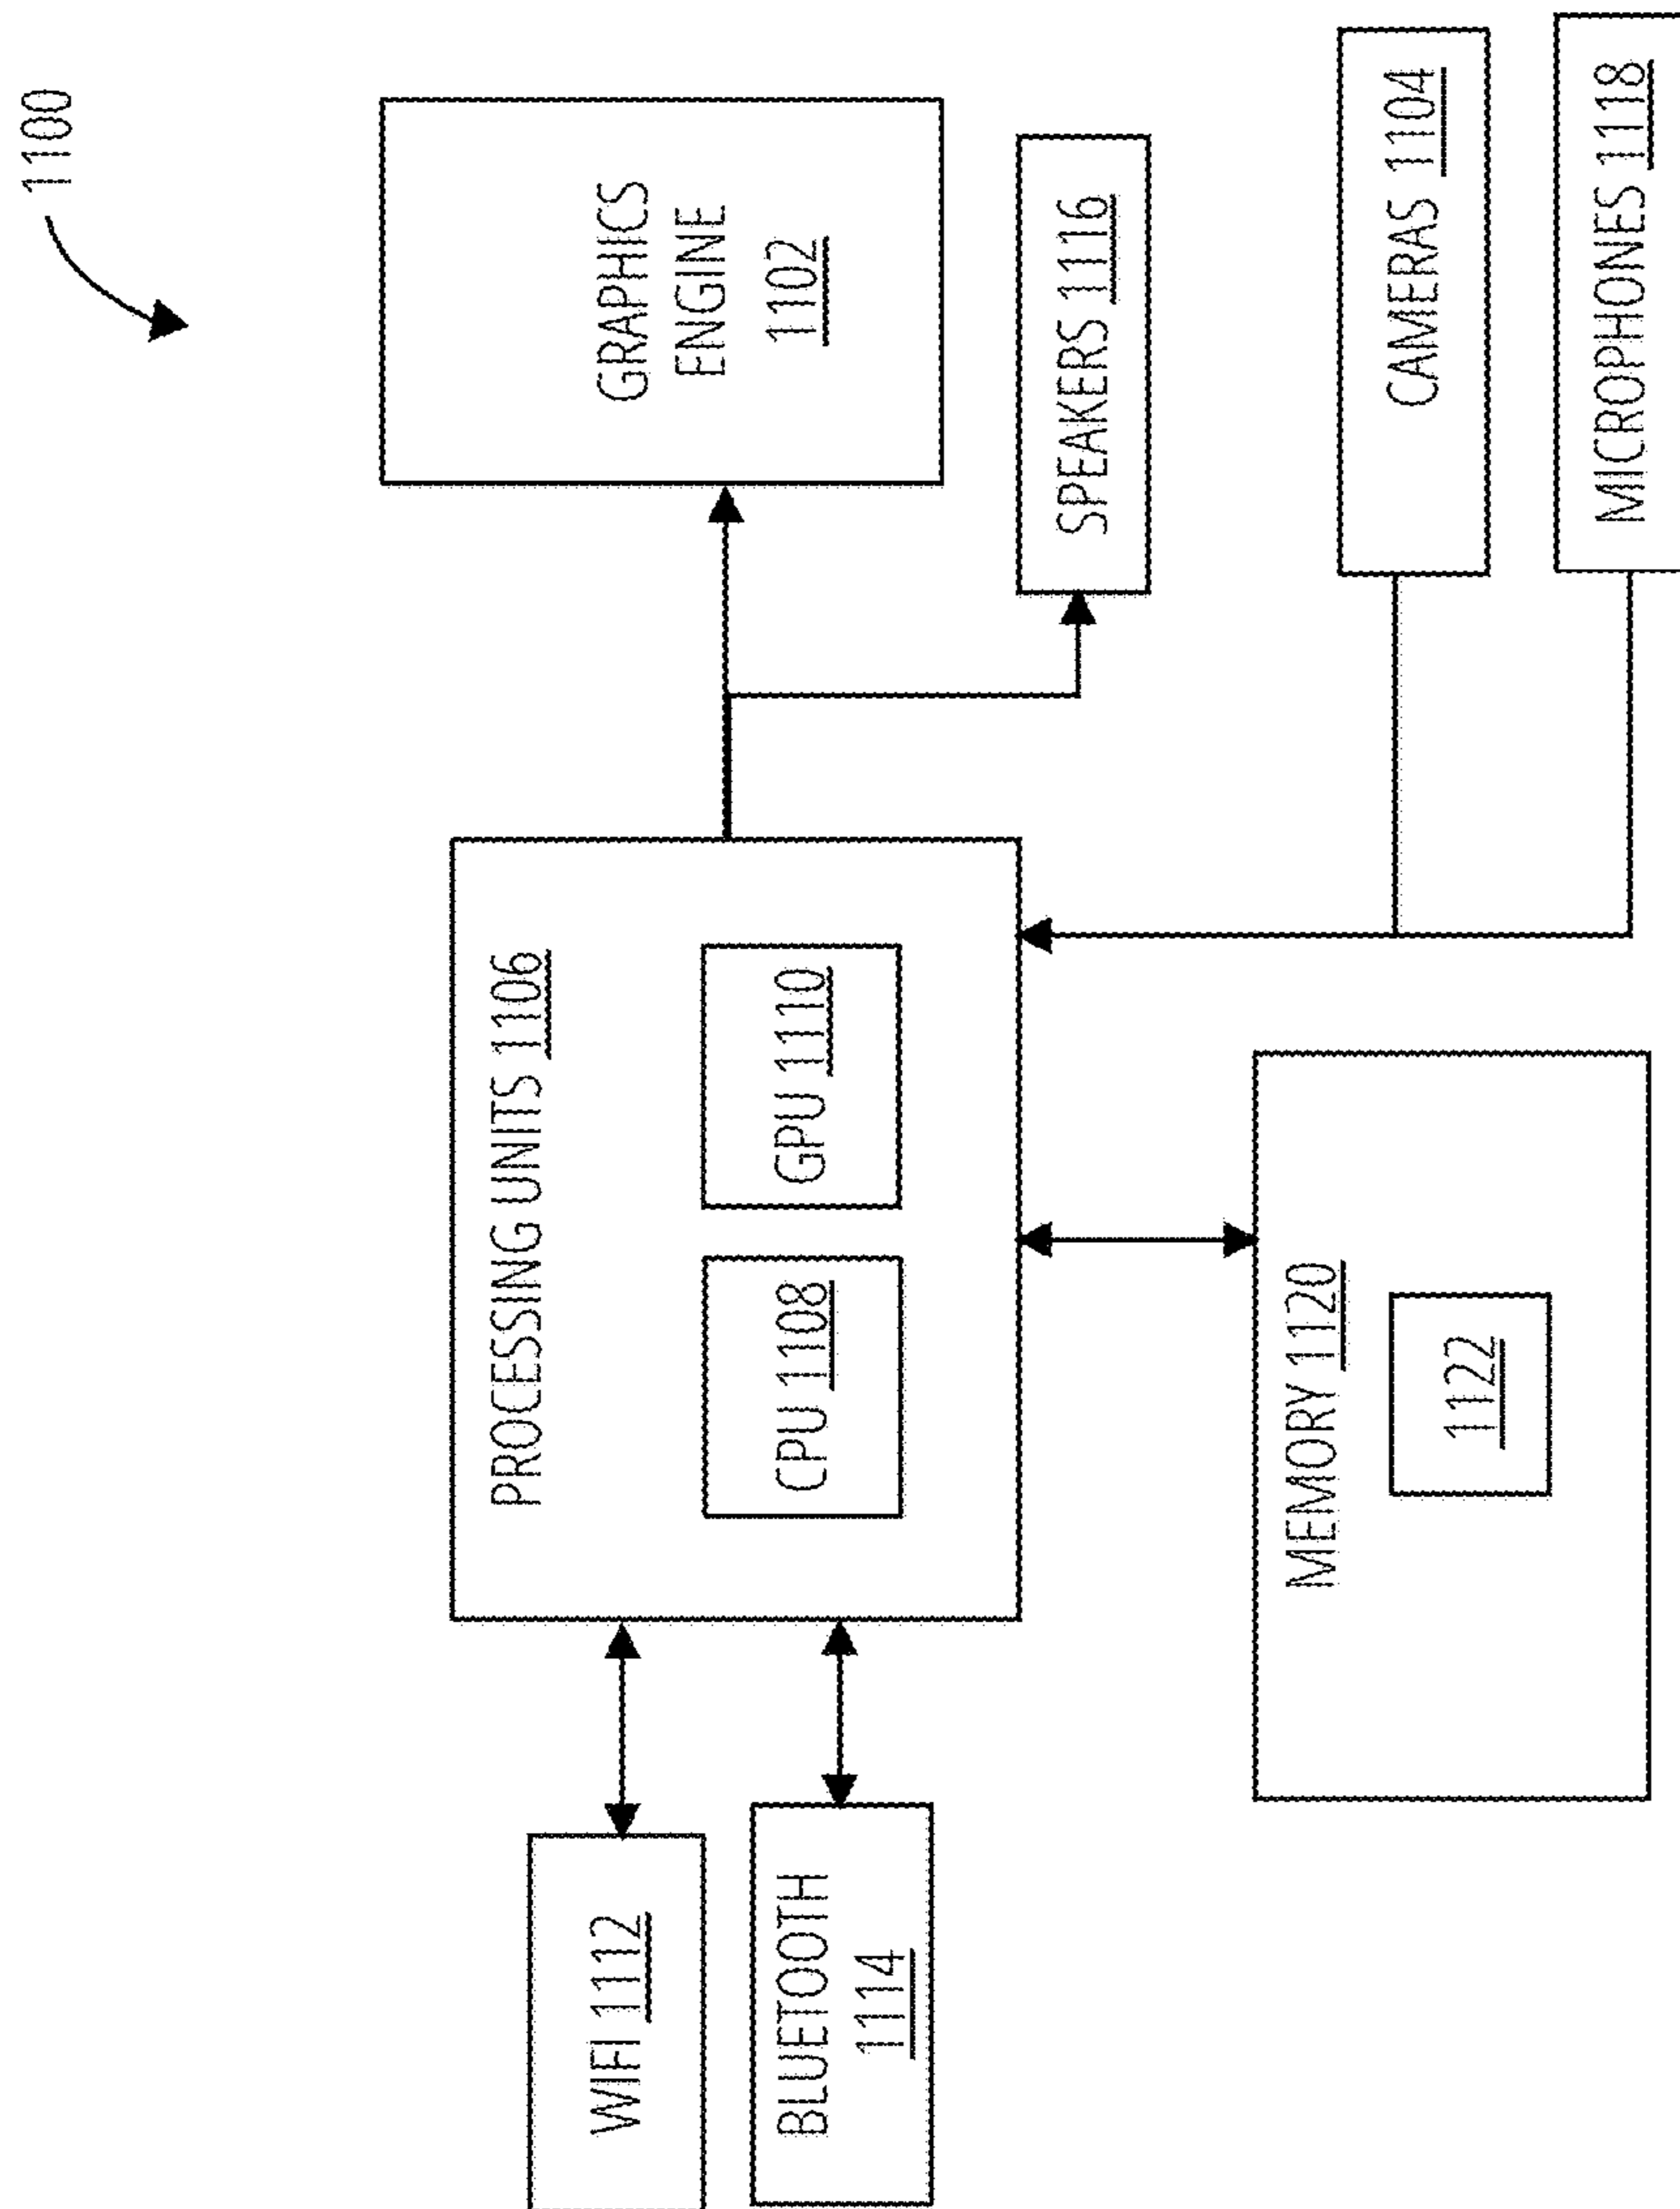 1100
WIFI 1112
BLUETOOTH
1114
PROCESSING UNITS 1106
CPU 1108
GPU 1110
GRAPHICS
ENGINE
1102
SPEAKERS 1116
MEMORY 1120
1122
CAMERAS 1104
MICROPHONES 1118